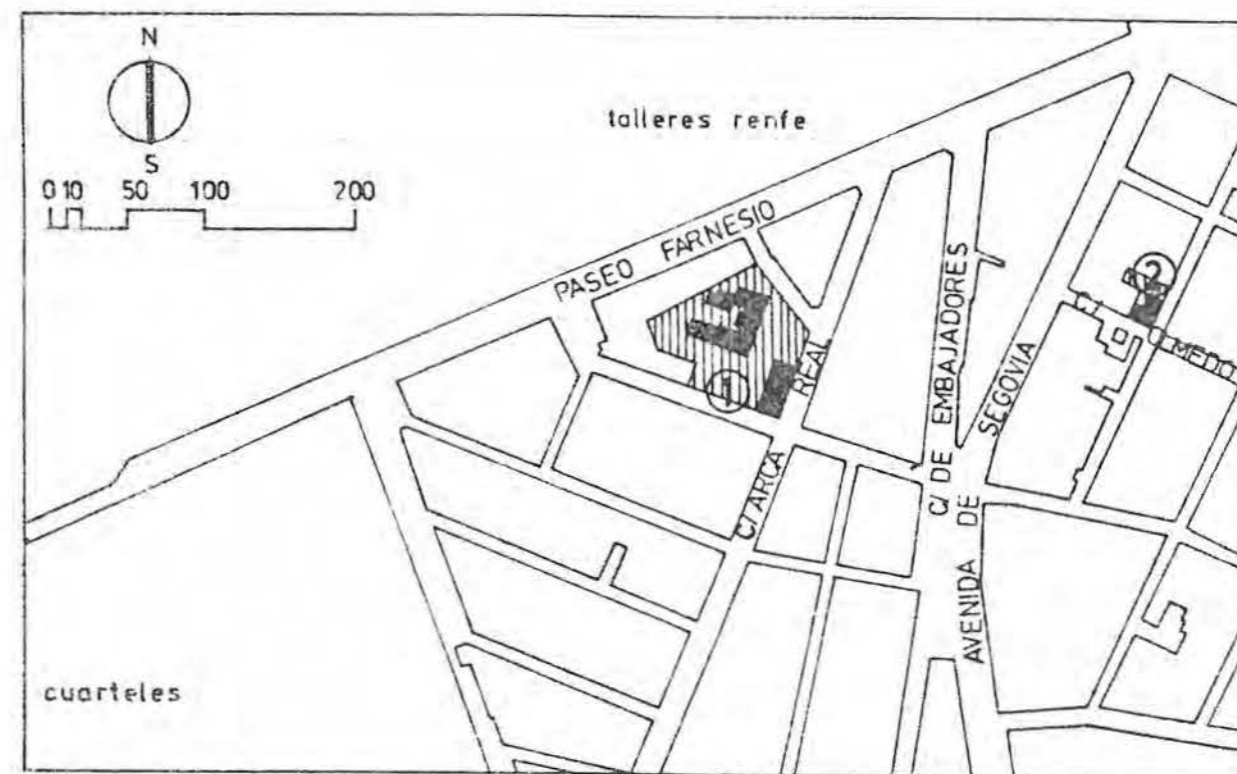 N
S
0 10 50 100 200
talleres renfe
PASEO FARNESIO
1
C/ ARCA REAL
C/ DE EMBAJADORES
AVENIDA DE SEGOVIA
2
C/ OLMEDO
cuarteles